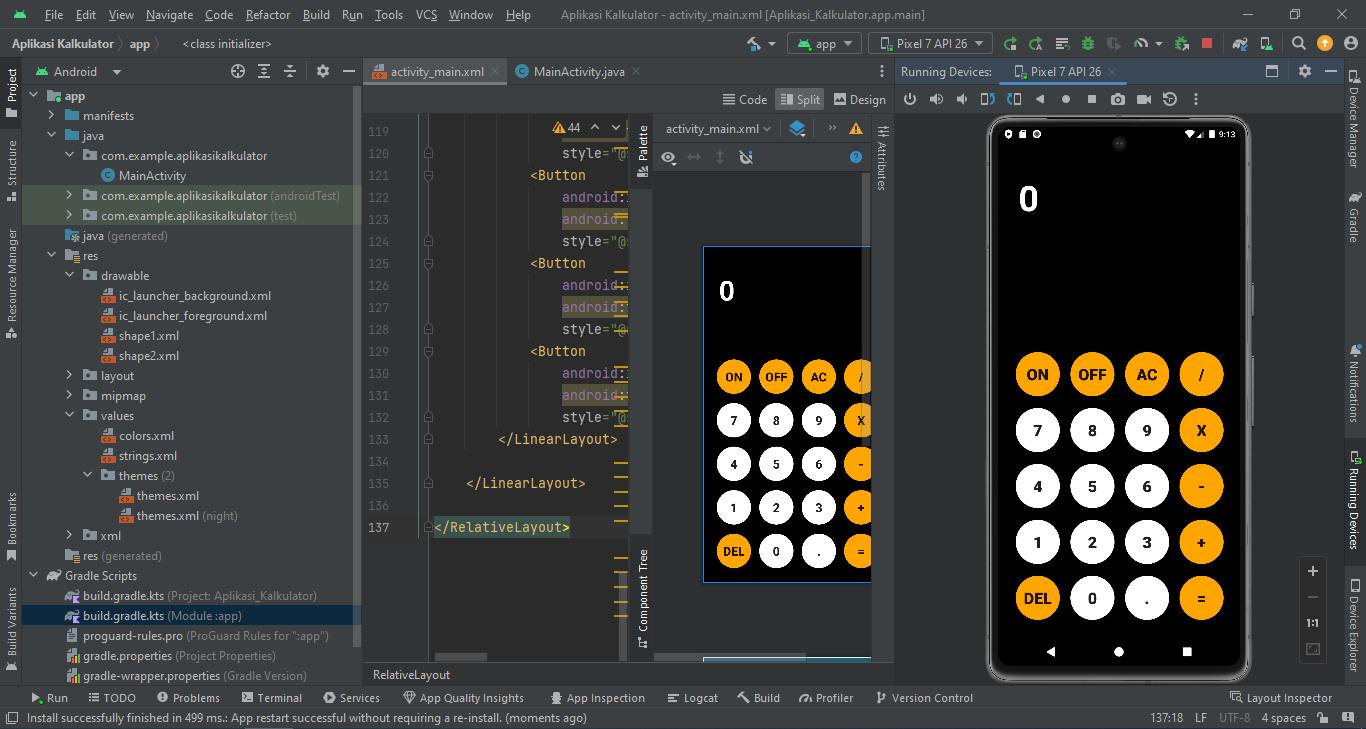 File Edit View Navigate Code Refactor Build Run Tools VCS Window Help Aplikasi Kalkulator - activity_main.xml [Aplikasi_Kalkulator.app.main]
Aplikasi Kalkulator app <class initializer> app Pixel 7 API 26
Project
Structure
Resource Manager
Bookmarks
Build Variants
Android
app
manifests
java
com.example.aplikasikalkulator
MainActivity
com.example.aplikasikalkulator (androidTest)
com.example.aplikasikalkulator (test)
java (generated)
res
drawable
ic_launcher_background.xml
ic_launcher_foreground.xml
shape1.xml
shape2.xml
layout
mipmap
values
colors.xml
strings.xml
themes (2)
themes.xml
themes.xml (night)
xml
res (generated)
Gradle Scripts
build.gradle.kts (Project: Aplikasi_Kalkulator)
build.gradle.kts (Module :app)
proguard-rules.pro (ProGuard Rules for ":app")
gradle.properties (Project Properties)
gradle-wrapper.properties (Gradle Version)
activity_main.xml MainActivity.java
Code Split Design
44
119
120 style="@
121 <Button
122 android:
123 android:
124 style="@
125 <Button
126 android:
127 android:
128 style="@
129 <Button
130 android:
131 android:
132 style="@
133 </LinearLayout>
134
135 </LinearLayout>
136
137 </RelativeLayout>
RelativeLayout
Palette
Component Tree
activity_main.xml
Attributes
0
ON OFF AC /
7 8 9 X
4 5 6 -
1 2 3 +
DEL 0 . =
Running Devices: Pixel 7 API 26
9:13
0
ON OFF AC /
7 8 9 X
4 5 6 -
1 2 3 +
DEL 0 . =
1:1
Device Manager
Gradle
Notifications
Running Devices
Device Explorer
Run TODO Problems Terminal Services App Quality Insights App Inspection Logcat Build Profiler Version Control Layout Inspector
Install successfully finished in 499 ms.: App restart successful without requiring a re-install. (moments ago) 137:18 LF UTF-8 4 spaces